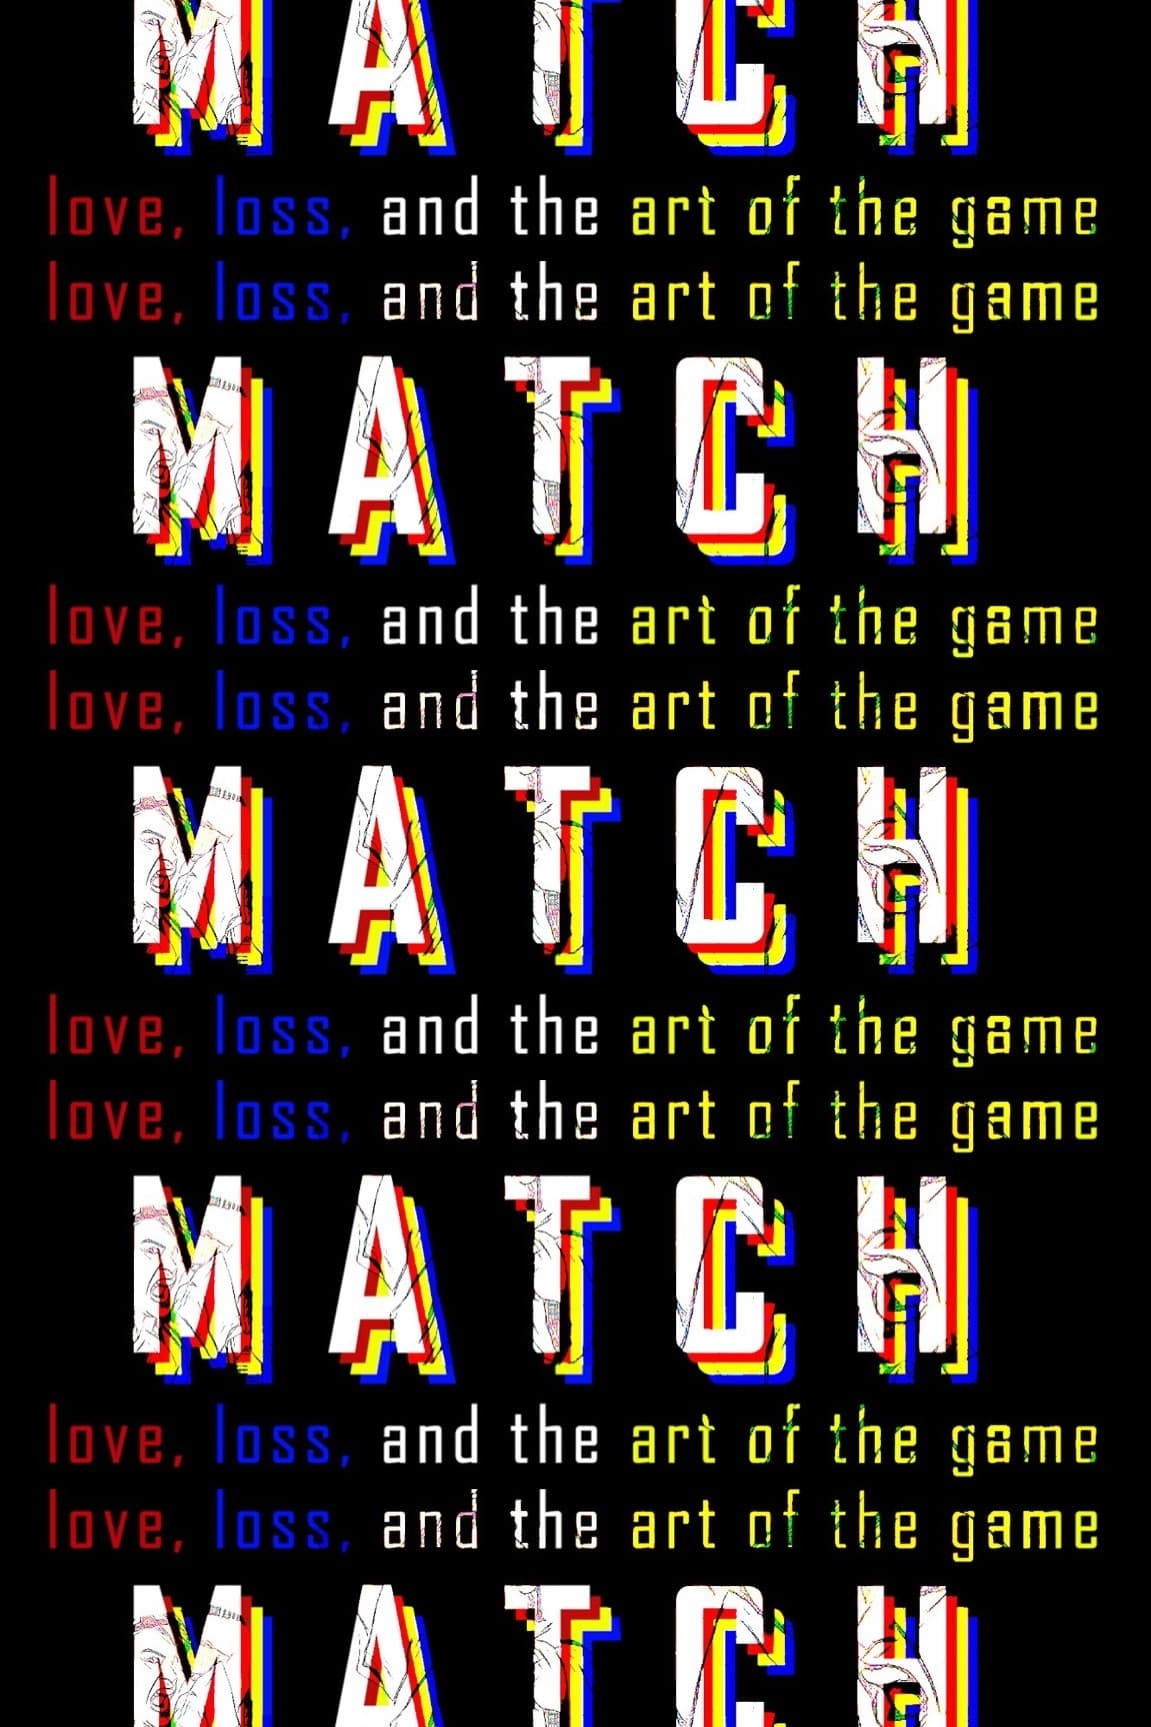 MATCH
love, loss, and the art of the game
love, loss, and the art of the game
MATCH
love, loss, and the art of the game
love, loss, and the art of the game
MATCH
love, loss, and the art of the game
love, loss, and the art of the game
MATCH
love, loss, and the art of the game
love, loss, and the art of the game
MATCH